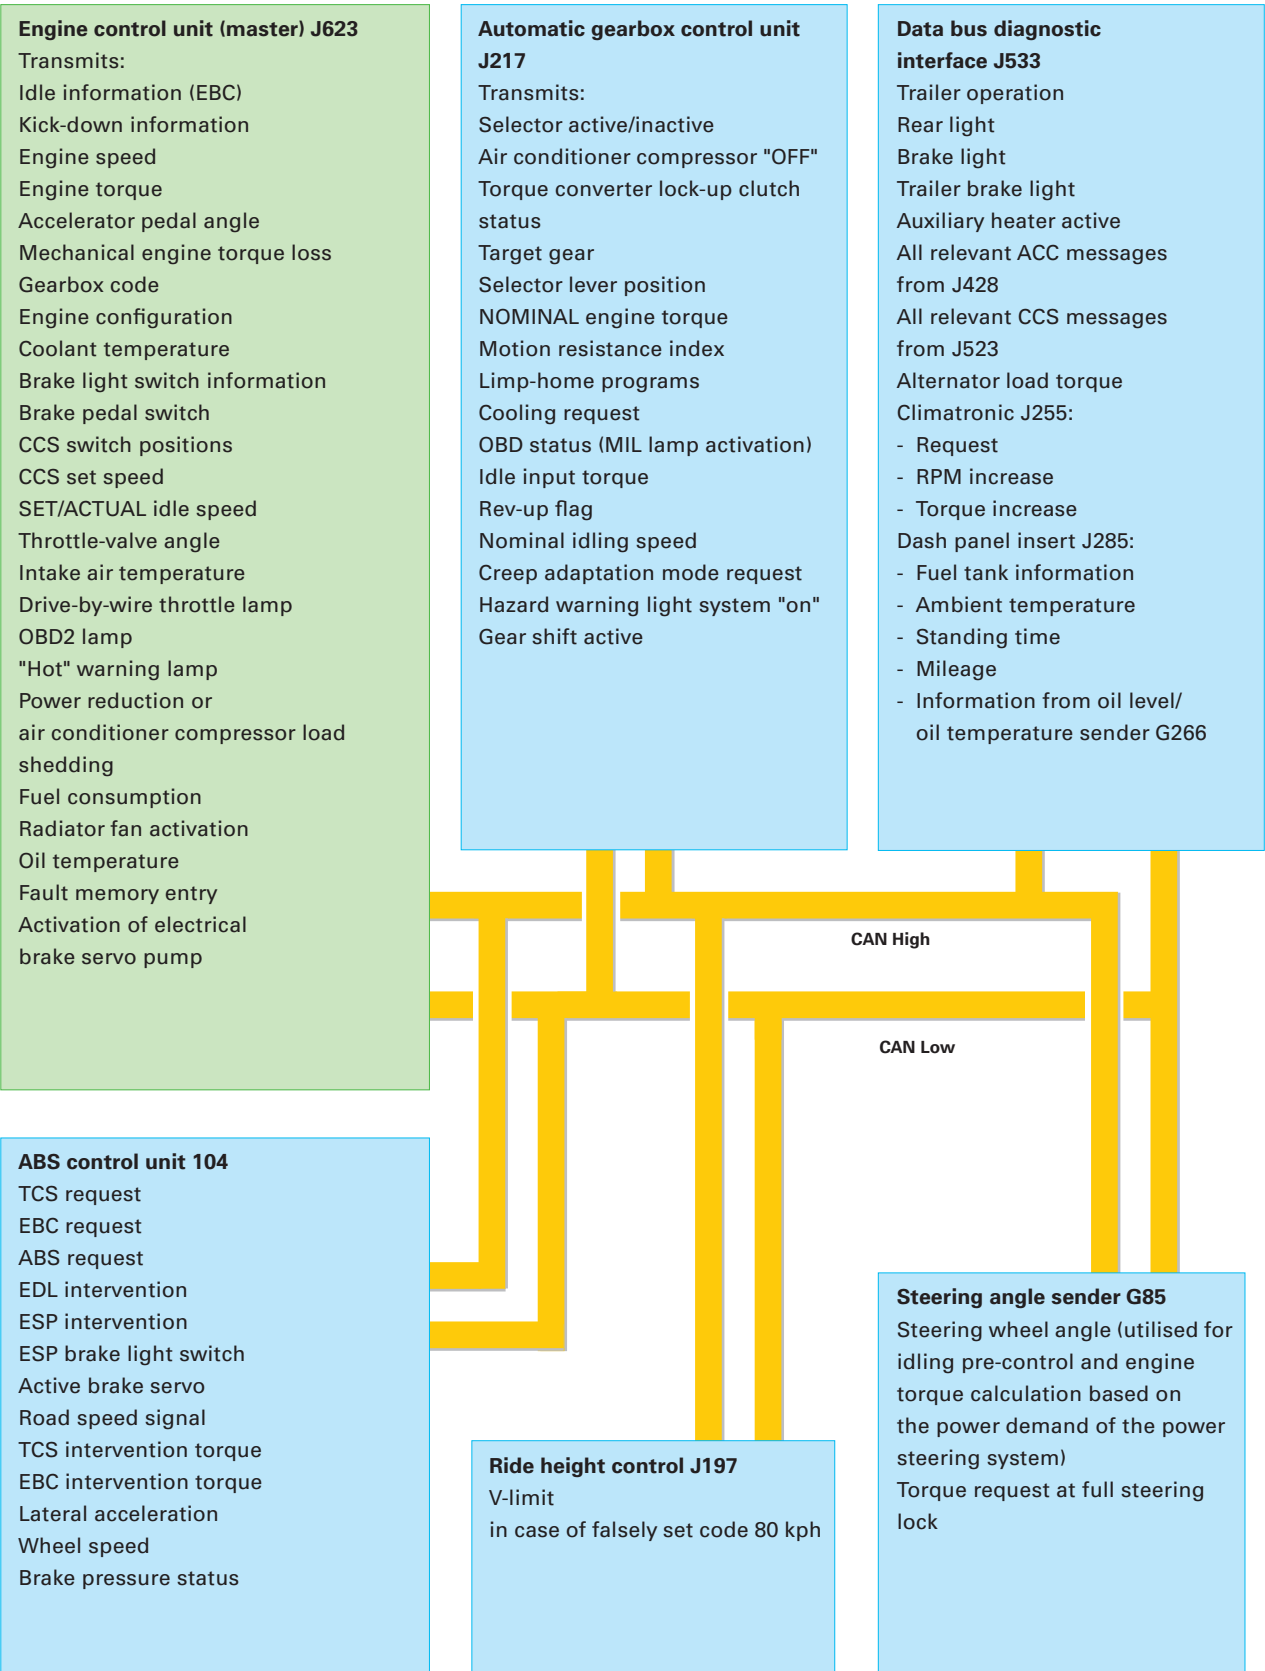 Engine control unit (master) J623
Transmits:
Idle information (EBC)
Kick-down information
Engine speed
Engine torque
Accelerator pedal angle
Mechanical engine torque loss
Gearbox code
Engine configuration
Coolant temperature
Brake light switch information
Brake pedal switch
CCS switch positions
CCS set speed
SET/ACTUAL idle speed
Throttle-valve angle
Intake air temperature
Drive-by-wire throttle lamp
OBD2 lamp
"Hot" warning lamp
Power reduction or
air conditioner compressor load
shedding
Fuel consumption
Radiator fan activation
Oil temperature
Fault memory entry
Activation of electrical
brake servo pump
Automatic gearbox control unit
J217
Transmits:
Selector active/inactive
Air conditioner compressor "OFF"
Torque converter lock-up clutch
status
Target gear
Selector lever position
NOMINAL engine torque
Motion resistance index
Limp-home programs
Cooling request
OBD status (MIL lamp activation)
Idle input torque
Rev-up flag
Nominal idling speed
Creep adaptation mode request
Hazard warning light system "on"
Gear shift active
Data bus diagnostic
interface J533
Trailer operation
Rear light
Brake light
Trailer brake light
Auxiliary heater active
All relevant ACC messages
from J428
All relevant CCS messages
from J523
Alternator load torque
Climatronic J255:
- Request
- RPM increase
- Torque increase
Dash panel insert J285:
- Fuel tank information
- Ambient temperature
- Standing time
- Mileage
- Information from oil level/
oil temperature sender G266
CAN High
CAN Low
ABS control unit 104
TCS request
EBC request
ABS request
EDL intervention
ESP intervention
ESP brake light switch
Active brake servo
Road speed signal
TCS intervention torque
EBC intervention torque
Lateral acceleration
Wheel speed
Brake pressure status
Ride height control J197
V-limit
in case of falsely set code 80 kph
Steering angle sender G85
Steering wheel angle (utilised for
idling pre-control and engine
torque calculation based on
the power demand of the power
steering system)
Torque request at full steering
lock